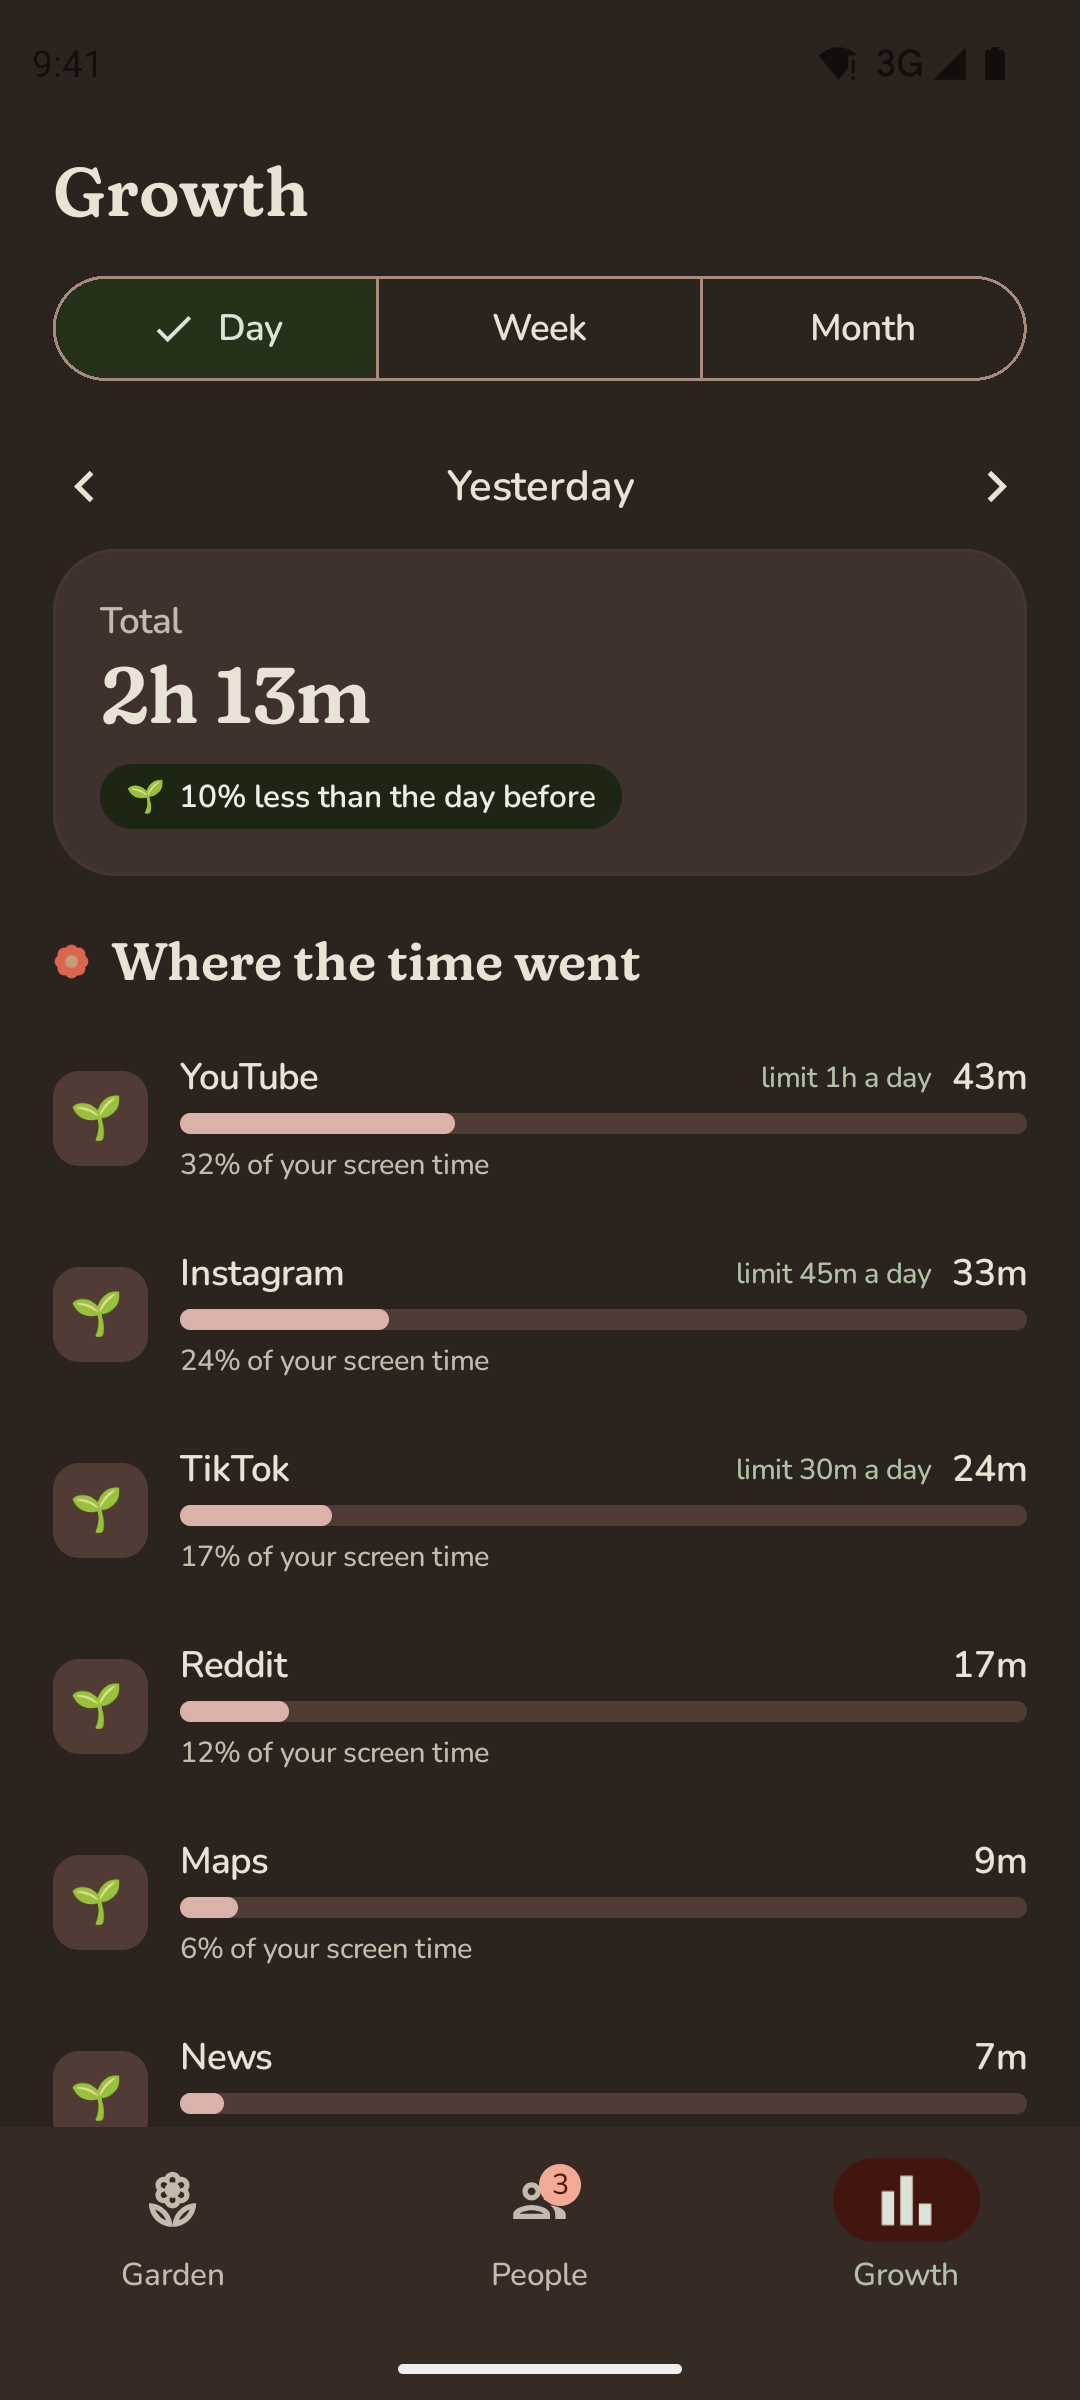 9:41
3G
Growth
Day
Week
Month
Yesterday
Total
2h 13m
10% less than the day before
Where the time went
YouTube limit 1h a day 43m
32% of your screen time
Instagram limit 45m a day 33m
24% of your screen time
TikTok limit 30m a day 24m
17% of your screen time
Reddit 17m
12% of your screen time
Maps 9m
6% of your screen time
News 7m
3
Garden
People
Growth